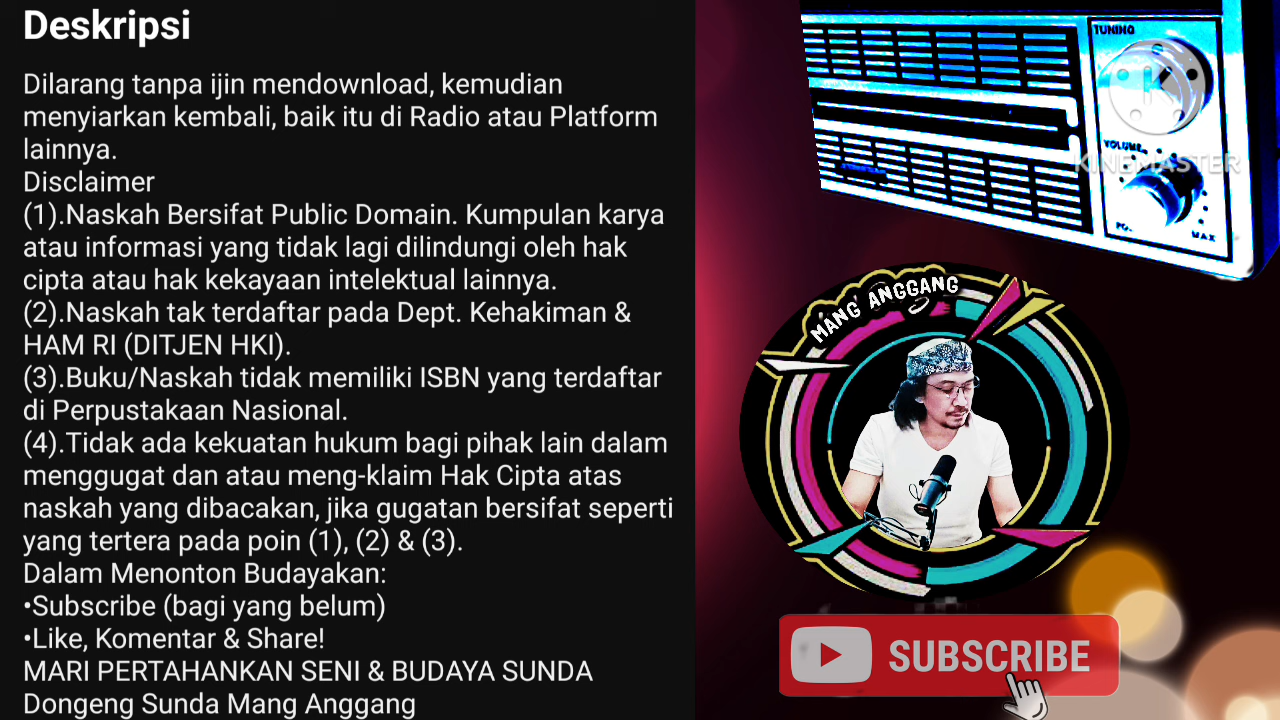 Deskripsi
Dilarang tanpa ijin mendownload, kemudian
menyiarkan kembali, baik itu di Radio atau Platform
lainnya.
Disclaimer
(1).Naskah Bersifat Public Domain. Kumpulan karya
atau informasi yang tidak lagi dilindungi oleh hak
cipta atau hak kekayaan intelektual lainnya.
(2).Naskah tak terdaftar pada Dept. Kehakiman &
HAM RI (DITJEN HKI).
(3).Buku/Naskah tidak memiliki ISBN yang terdaftar
di Perpustakaan Nasional.
(4).Tidak ada kekuatan hukum bagi pihak lain dalam
menggugat dan atau meng-klaim Hak Cipta atas
naskah yang dibacakan, jika gugatan bersifat seperti
yang tertera pada poin (1), (2) & (3).
Dalam Menonton Budayakan:
•Subscribe (bagi yang belum)
•Like, Komentar & Share!
MARI PERTAHANKAN SENI & BUDAYA SUNDA
Dongeng Sunda Mang Anggang
TUNING
K
VOLUME
KINEMASTER
MAX
MANG ANGGANG
SUBSCRIBE